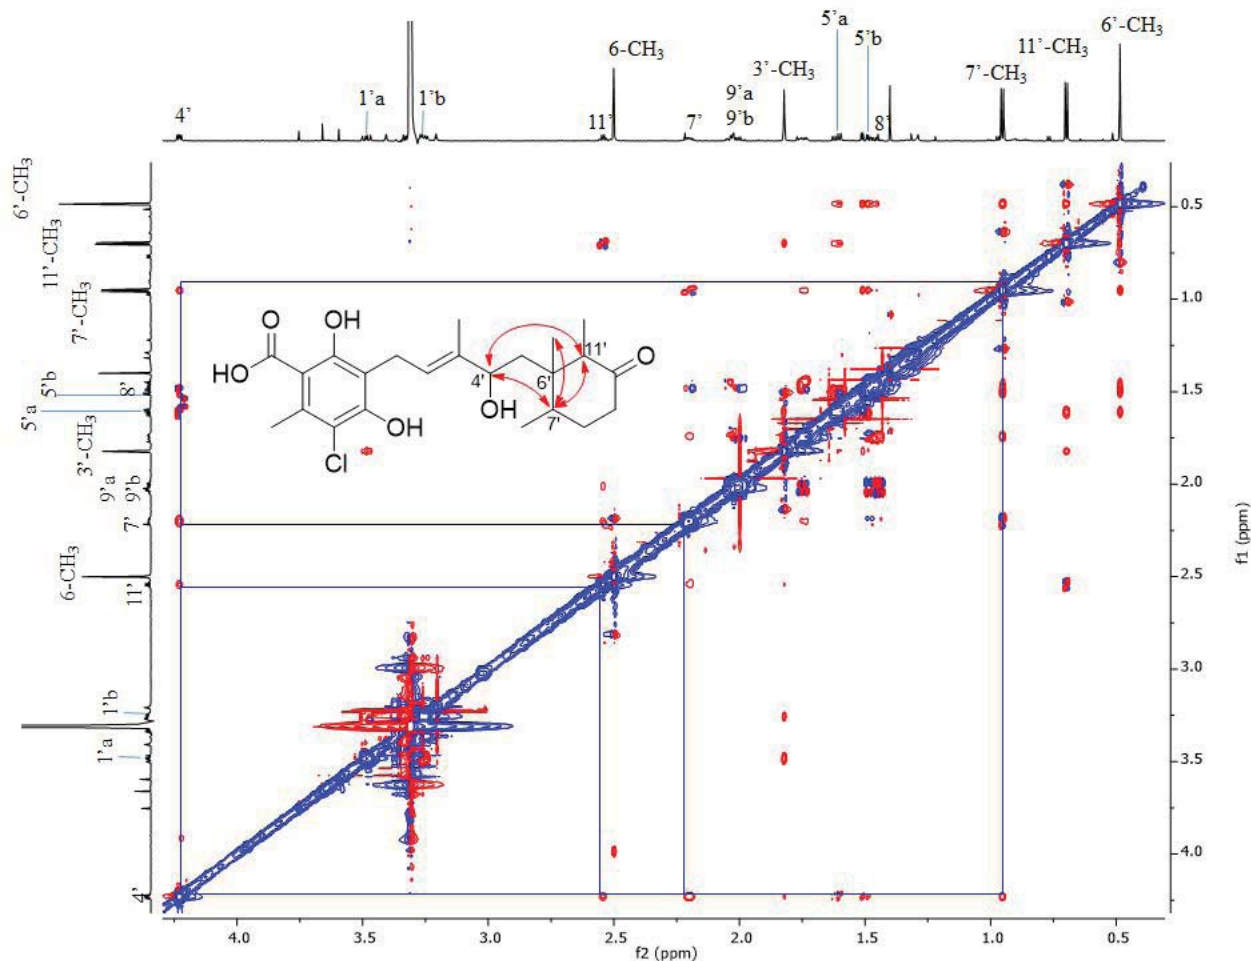 6'-CH3
5'a
11'-CH3
5'b
6-CH3
3'-CH3
7'-CH3
9'a
1'a
1'b
9'b
4'
11'
7'
8'
6'-CH3
11'-CH3
7'-CH3
8'
5'b
5'a
3'-CH3
9'a
9'b
7'
6-CH3
11'
1'b
1'a
4'
O
OH
HO
OH
Cl
4'
OH
6'
11'
O
7'
0.5
1.0
1.5
2.0
2.5
3.0
3.5
4.0
f1 (ppm)
4.0 3.5 3.0 2.5 2.0 1.5 1.0 0.5
f2 (ppm)